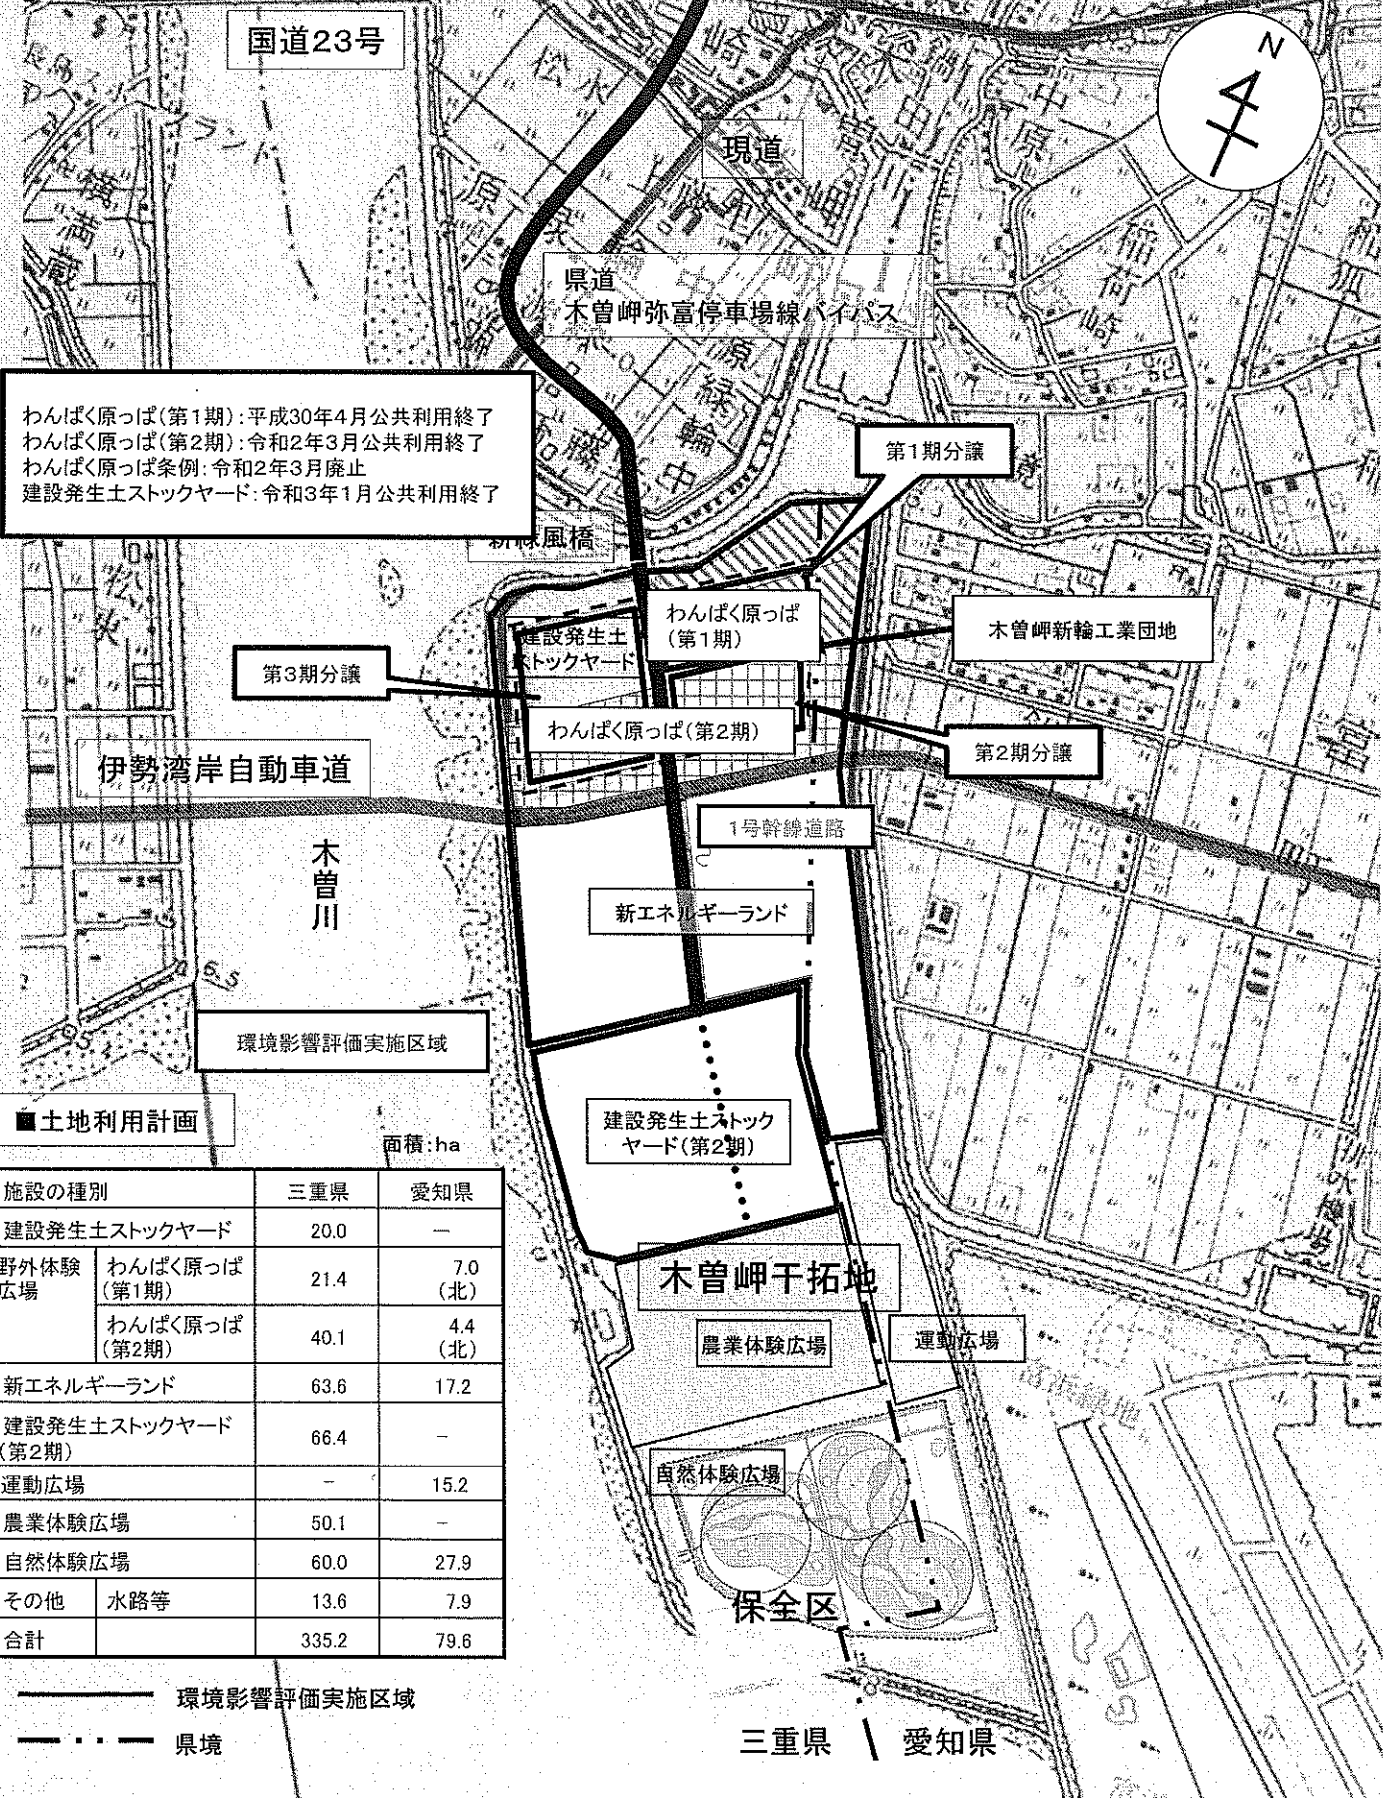 国道23号
N
現道
県道
木曽岬弥富停車場線バイパス
わんぱく原っぱ(第1期):平成30年4月公共利用終了
わんぱく原っぱ(第2期):令和2年3月公共利用終了
わんぱく原っぱ条例:令和2年3月廃止
建設発生土ストックヤード:令和3年1月公共利用終了
第1期分譲
風橋
わんぱく原っぱ
(第1期)
建設発生土
ストックヤード
木曽岬新輪工業団地
第3期分譲
わんぱく原っぱ(第2期)
第2期分譲
伊勢湾岸自動車道
1号幹線道路
木曽川
新エネルギーランド
環境影響評価実施区域
建設発生土ストック
ヤード(第2期)
木曽岬干拓地
農業体験広場
運動広場
自然体験広場
保全区
三重県
愛知県
松永
横満蔵
稲荷崎
源緑輪中
6.5
■土地利用計画
面積:ha
施設の種別 三重県 愛知県
建設発生土ストックヤード 20.0 －
野外体験
広場
わんぱく原っぱ
(第1期) 21.4 7.0
(北)
わんぱく原っぱ
(第2期) 40.1 4.4
(北)
新エネルギーランド 63.6 17.2
建設発生土ストックヤード
(第2期) 66.4 －
運動広場 － 15.2
農業体験広場 50.1 －
自然体験広場 60.0 27.9
その他 水路等 13.6 7.9
合計 335.2 79.6
環境影響評価実施区域
県境